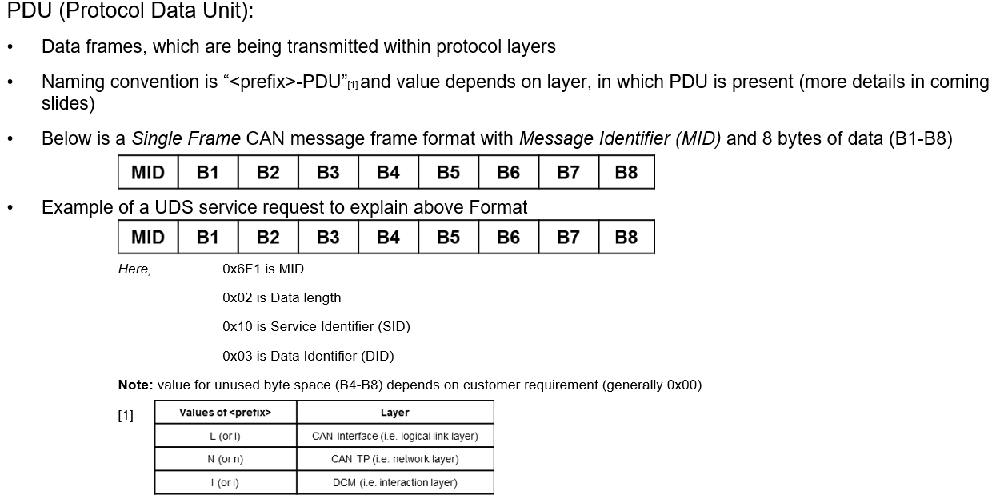 PDU (Protocol Data Unit):
• Data frames, which are being transmitted within protocol layers
• Naming convention is “<prefix>-PDU”[1] and value depends on layer, in which PDU is present (more details in coming
slides)
• Below is a Single Frame CAN message frame format with Message Identifier (MID) and 8 bytes of data (B1-B8)
MID B1 B2 B3 B4 B5 B6 B7 B8
• Example of a UDS service request to explain above Format
MID B1 B2 B3 B4 B5 B6 B7 B8
Here, 0x6F1 is MID
0x02 is Data length
0x10 is Service Identifier (SID)
0x03 is Data Identifier (DID)
Note: value for unused byte space (B4-B8) depends on customer requirement (generally 0x00)
[1] Values of <prefix> Layer
L (or l) CAN Interface (i.e. logical link layer)
N (or n) CAN TP (i.e. network layer)
I (or i) DCM (i.e. interaction layer)